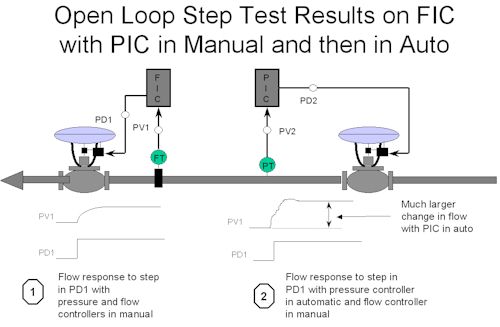 Open Loop Step Test Results on FIC
with PIC in Manual and then in Auto
F
I
C
P
I
C
PD1
PV1
PV2
PD2
FT
PT
PV1
PD1
PV1
PD1
Much larger
change in flow
with PIC in auto
1
Flow response to step
in PD1 with
pressure and flow
controllers in manual
2
Flow response to step in
PD1 with pressure controller
in automatic and flow controller
in manual